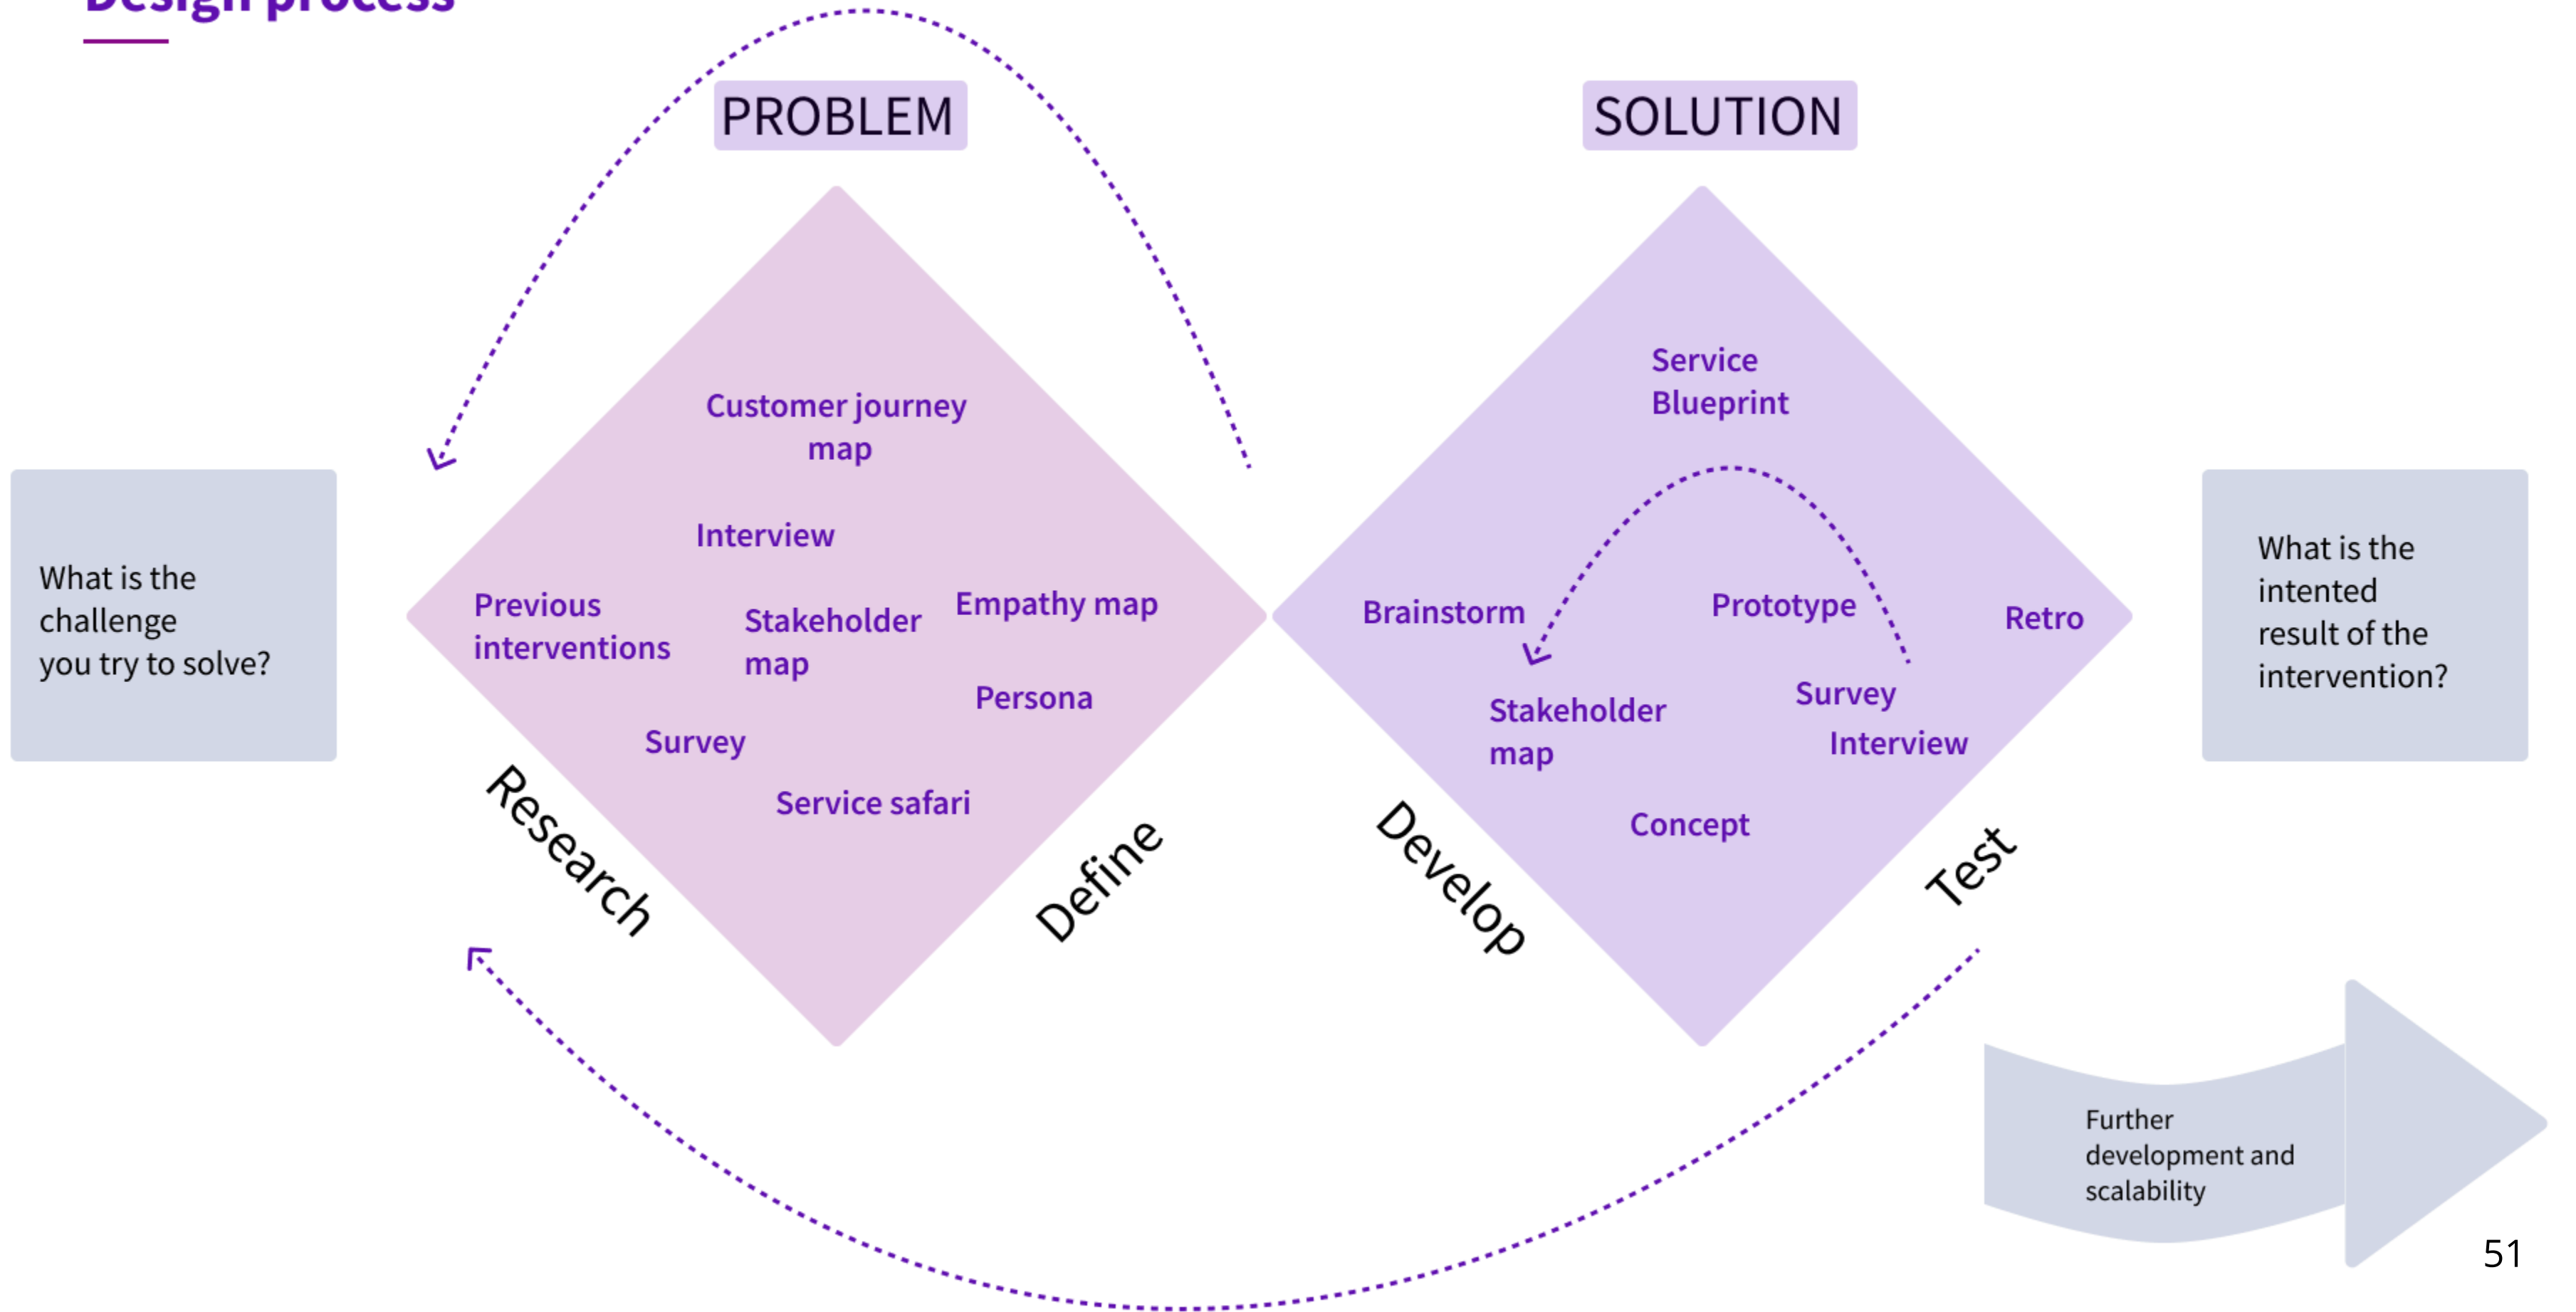 Design process
PROBLEM
SOLUTION
What is the
challenge
you try to solve?
Customer journey
map
Interview
Previous
interventions
Stakeholder
map
Empathy map
Persona
Survey
Service safari
Research
Define
Service
Blueprint
Brainstorm
Prototype
Retro
Stakeholder
map
Survey
Interview
Concept
Develop
Test
What is the
intented
result of the
intervention?
Further
development and
scalability
51